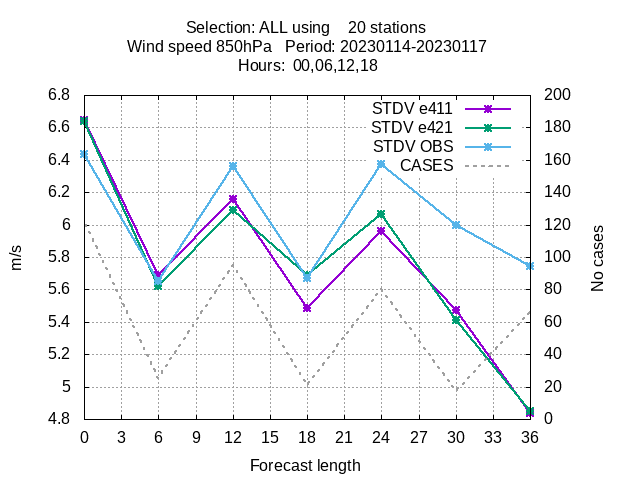 Selection: ALL using    20 stations
Wind speed 850hPa   Period: 20230114-20230117
Hours:  00,06,12,18
6.8
6.6
6.4
6.2
6
5.8
5.6
5.4
5.2
5
4.8
m/s
STDV e411
STDV e421
STDV OBS
CASES
200
180
160
140
120
100
80
60
40
20
0
No cases
0 3 6 9 12 15 18 21 24 27 30 33 36
Forecast length